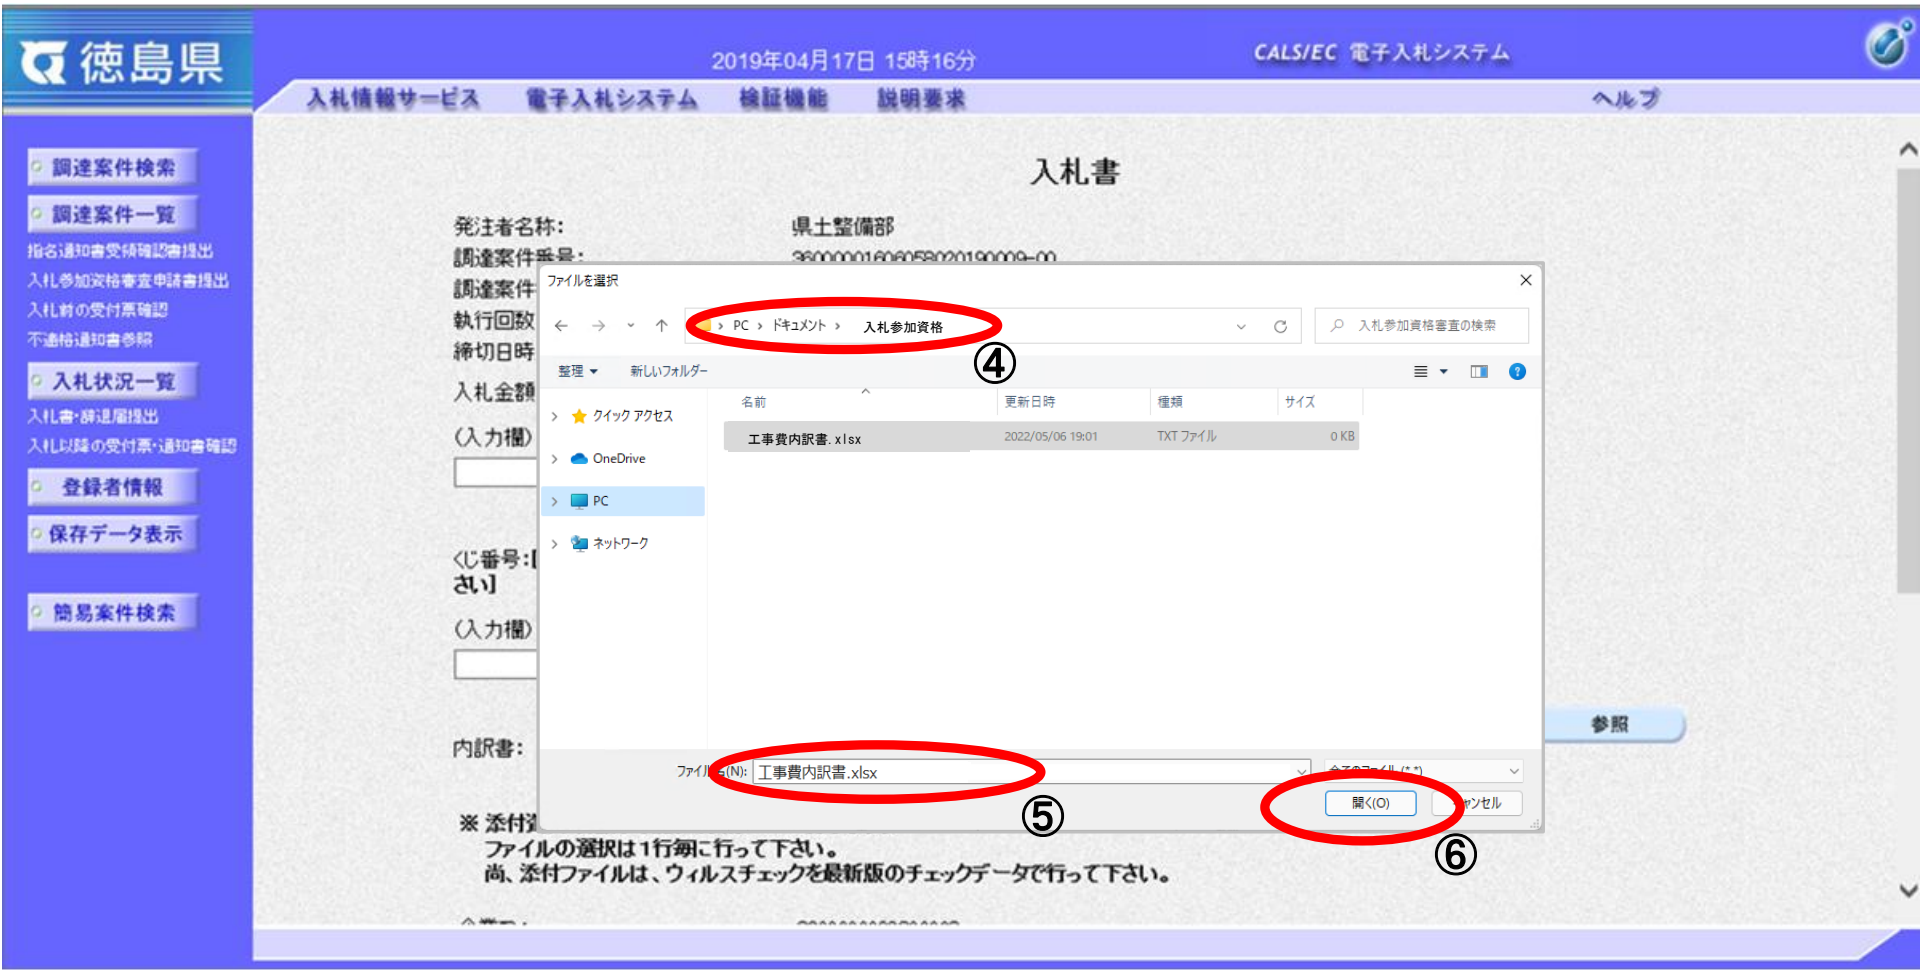 徳島県
2019年04月17日 15時16分
CALS/EC 電子入札システム
入札情報サービス 電子入札システム 検証機能 説明要求 ヘルプ
調達案件検索
調達案件一覧
指名通知書受領確認書提出
入札参加資格審査申請書提出
入札前の受付票確認
不適格通知書参照
入札状況一覧
入札書・辞退届提出
入札以降の受付票・通知書確認
登録者情報
保存データ表示
簡易案件検索
入札書
発注者名称: 県土整備部
調達案件番号: 36000001606058020190009-00
調達案件
執行回数
締切日時
入札金額
(入力欄)
くじ番号:[
さい]
(入力欄)
内訳書:
参照
ファイルを選択
PC › ドキュメント › 入札参加資格
入札参加資格審査の検索
④
整理 新しいフォルダー
名前 更新日時 種類 サイズ
工事費内訳書.xlsx 2022/05/06 19:01 TXT ファイル 0 KB
クイック アクセス
OneDrive
PC
ネットワーク
(N): 工事費内訳書.xlsx
⑤
開く(O)
⑥
※ 添付
ファイルの選択は1行毎に行って下さい。
尚、添付ファイルは、ウィルスチェックを最新版のチェックデータで行って下さい。